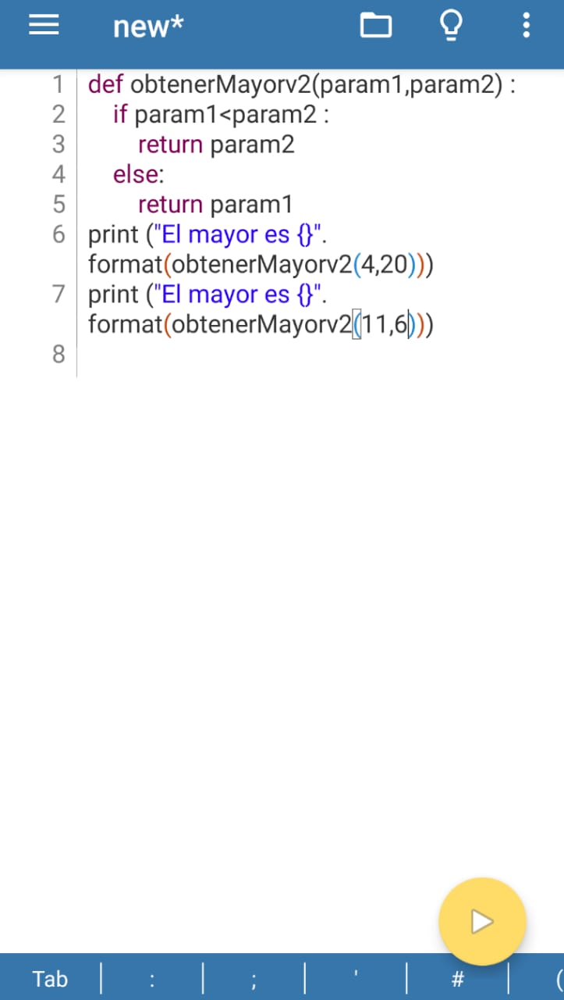 new*
1 def obtenerMayorv2(param1,param2) :
2 if param1<param2 :
3 return param2
4 else:
5 return param1
6 print ("El mayor es {}".
format(obtenerMayorv2(4,20)))
7 print ("El mayor es {}".
format(obtenerMayorv2(11,6)))
8
Tab | : | ; | ' | # | (